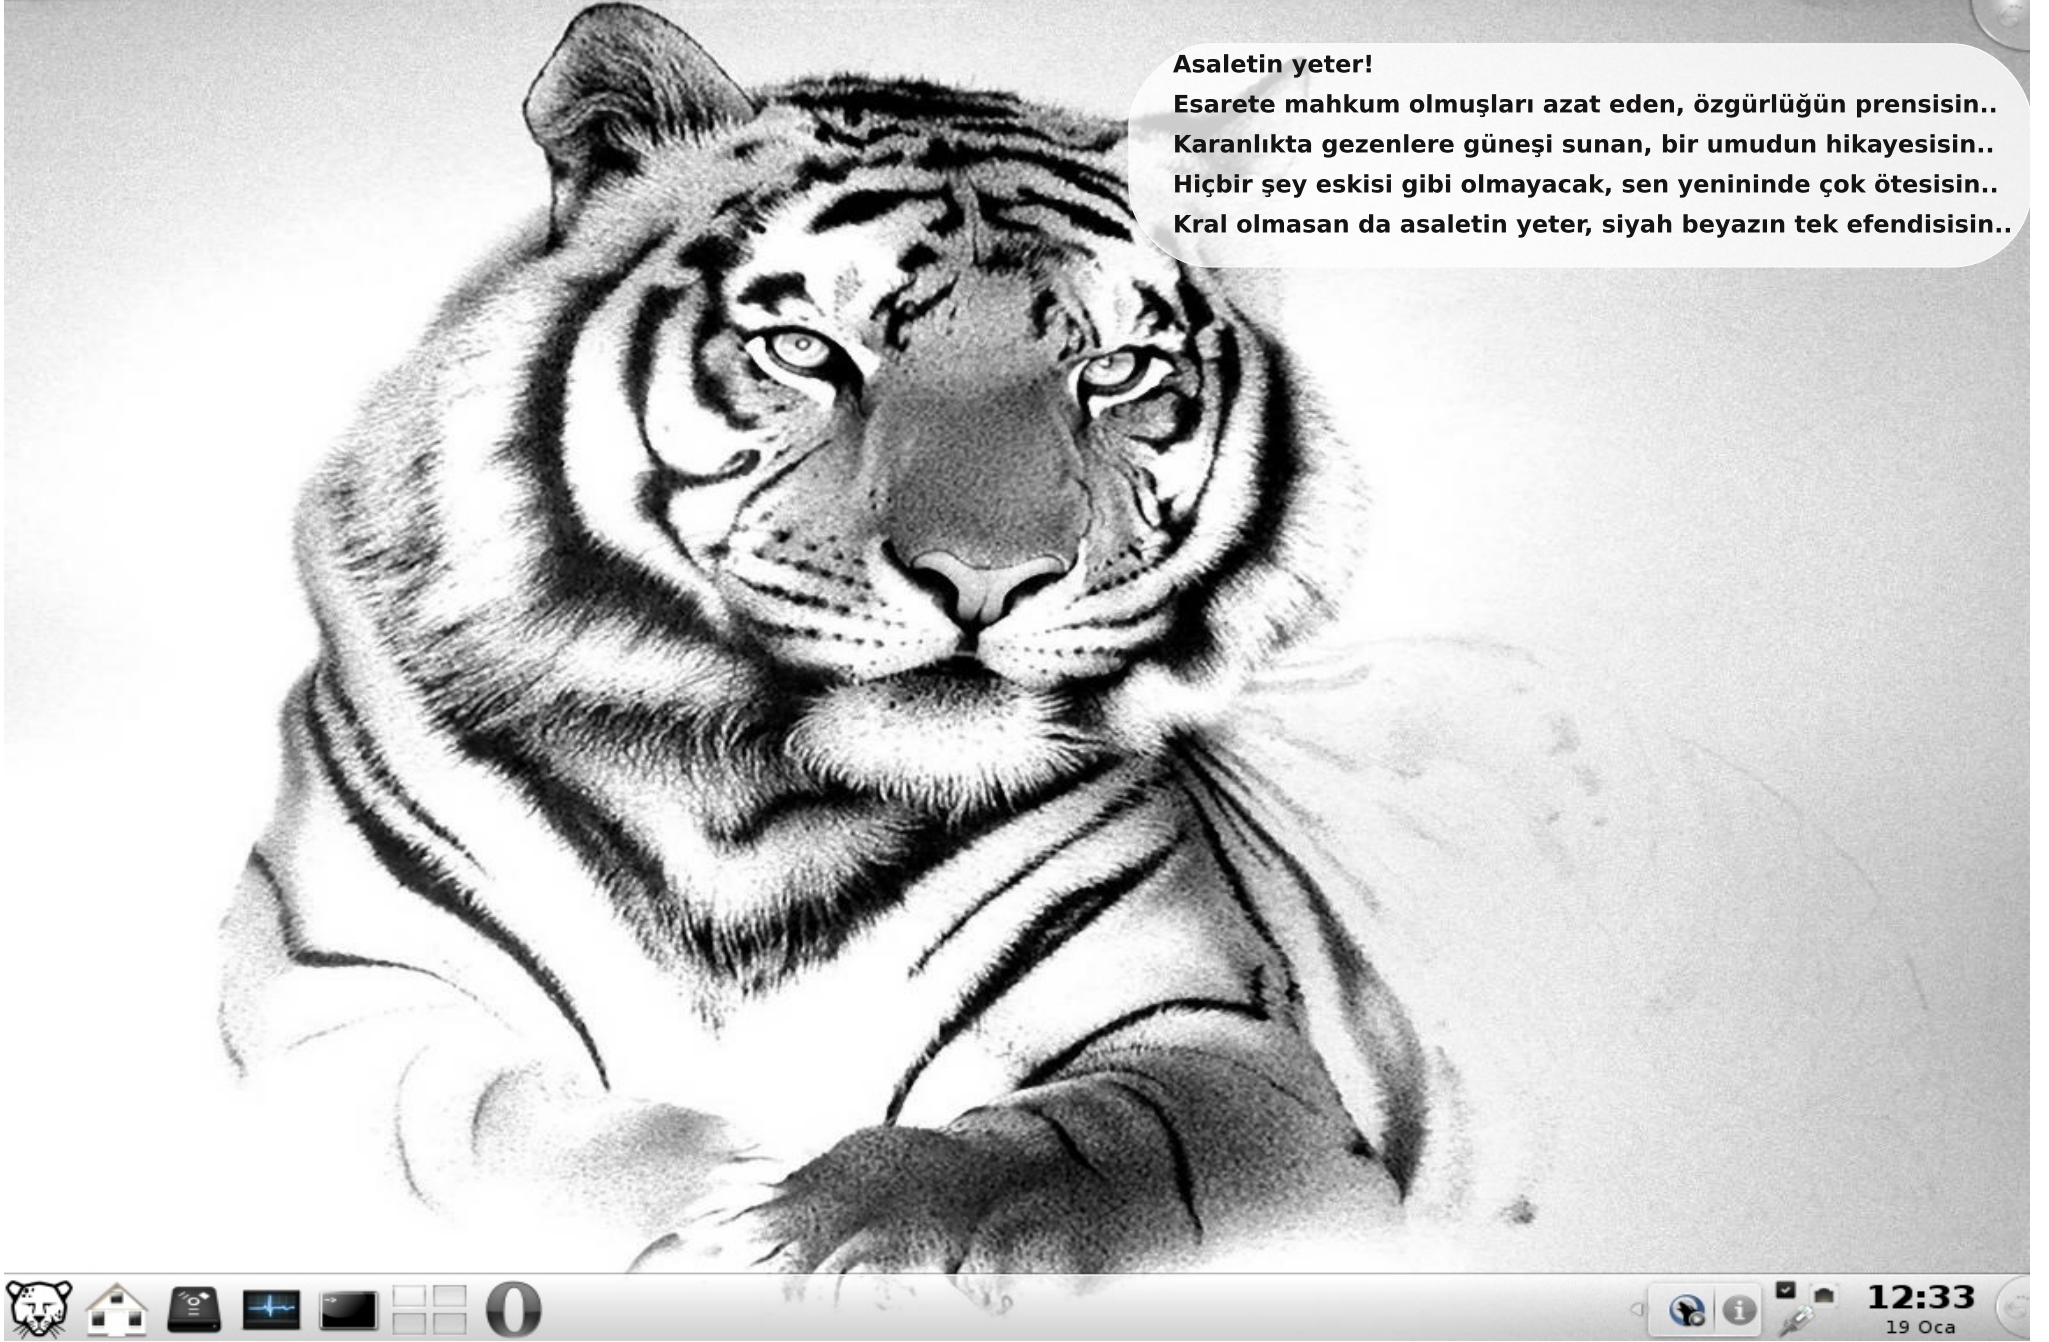 Asaletin yeter!
Esarete mahkum olmuşları azat eden, özgürlüğün prensisin..
Karanlıkta gezenlere güneşi sunan, bir umudun hikayesisin..
Hiçbir şey eskisi gibi olmayacak, sen yenininde çok ötesisin..
Kral olmasan da asaletin yeter, siyah beyazın tek efendisisin..
12:33
19 Oca